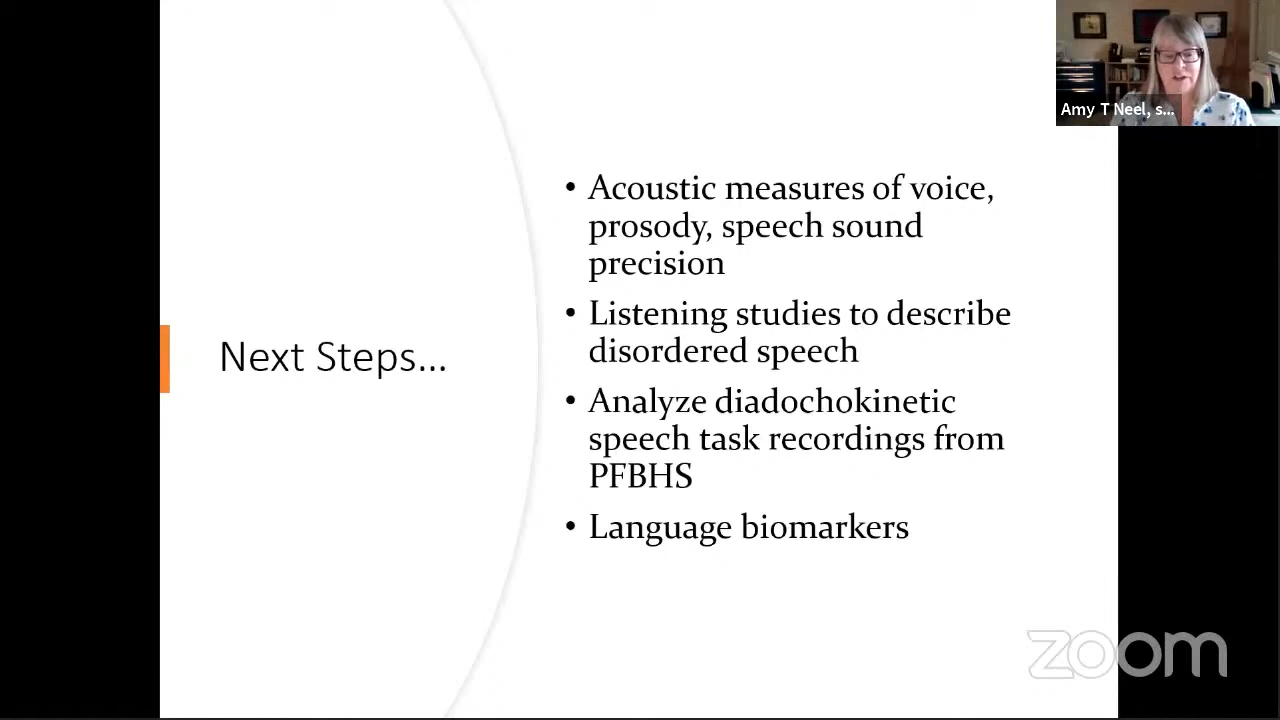 Amy T Neel, s...
• Acoustic measures of voice,
prosody, speech sound
precision
• Listening studies to describe
disordered speech
Next Steps...
• Analyze diadochokinetic
speech task recordings from
PFBHS
• Language biomarkers
zoom